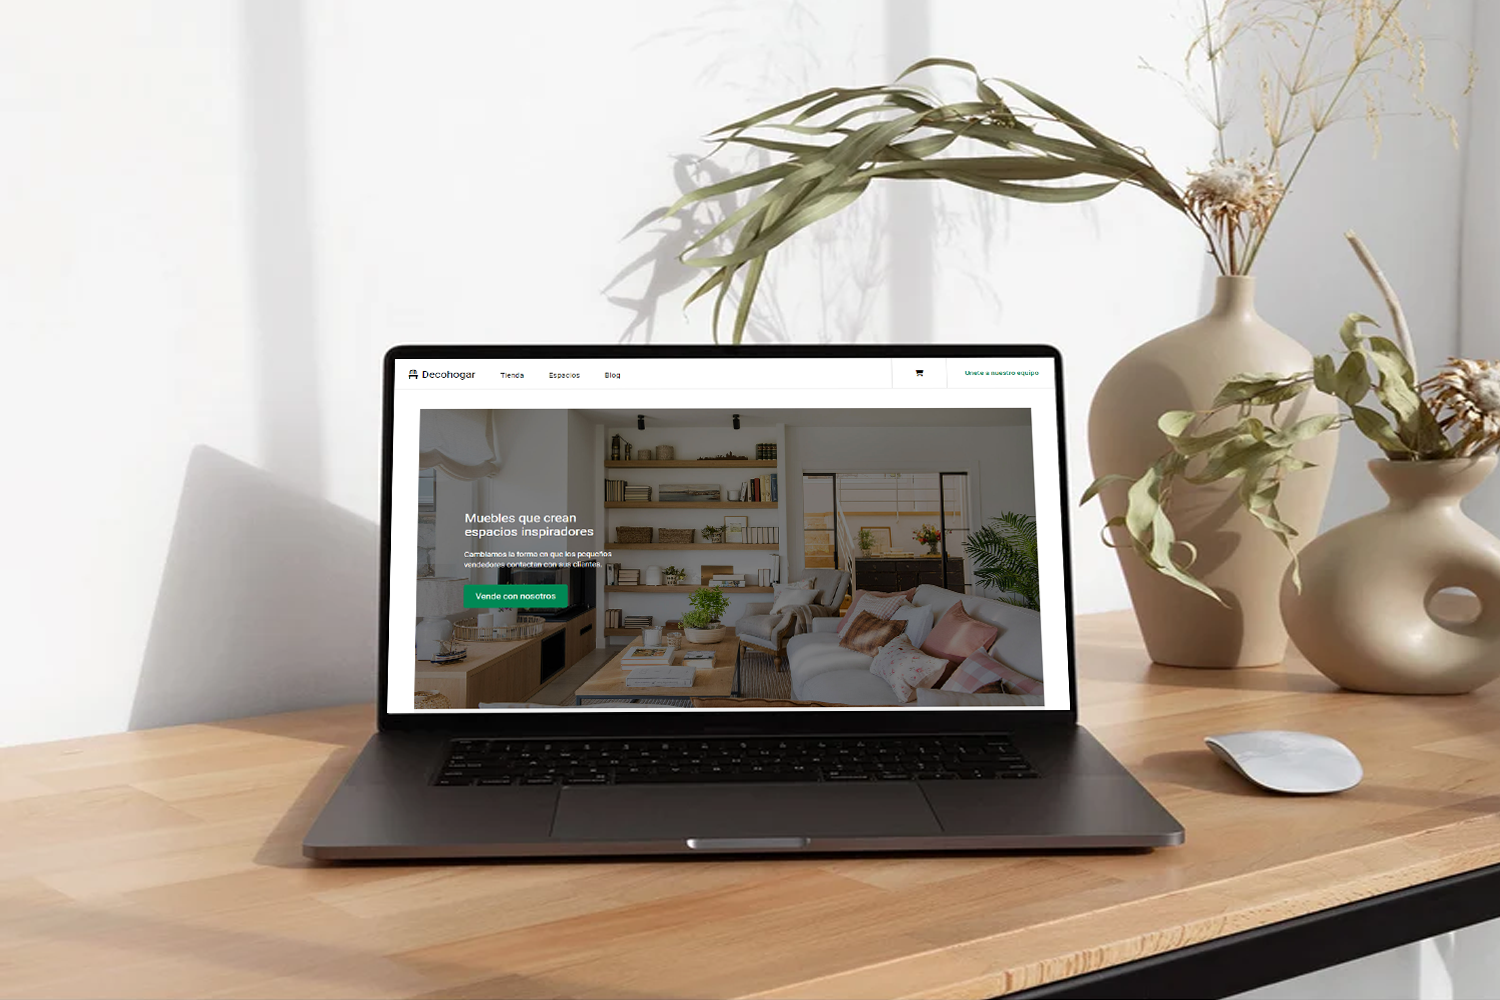 Decohogar
Tienda
Espacios
Blog
Únete a nuestro equipo
Muebles que crean
espacios inspiradores
Cambiamos la forma en que los pequeños
vendedores contactan con sus clientes.
Vende con nosotros